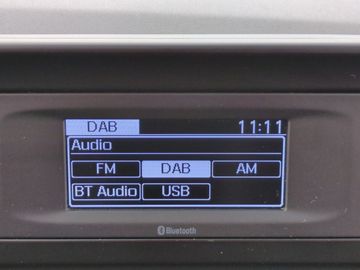 DAB 11:11
Audio
FM DAB AM
BT Audio USB
Bluetooth